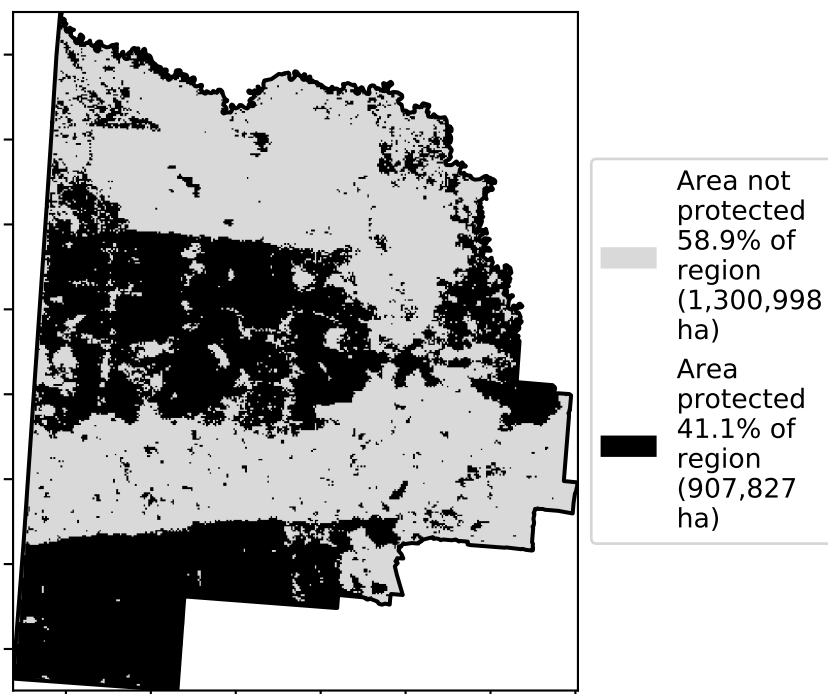 Area not
protected
58.9% of
region
(1,300,998
ha)
Area
protected
41.1% of
region
(907,827
ha)